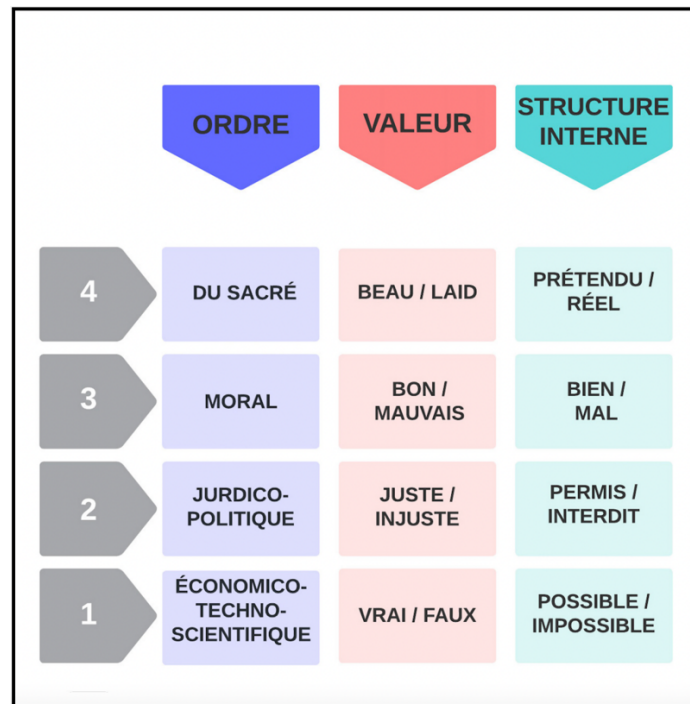 ORDRE
VALEUR
STRUCTURE
INTERNE
4
DU SACRÉ
BEAU / LAID
PRÉTENDU /
RÉEL
3
MORAL
BON /
MAUVAIS
BIEN /
MAL
2
JURDICO-
POLITIQUE
JUSTE /
INJUSTE
PERMIS /
INTERDIT
1
ÉCONOMICO-
TECHNO-
SCIENTIFIQUE
VRAI / FAUX
POSSIBLE /
IMPOSSIBLE